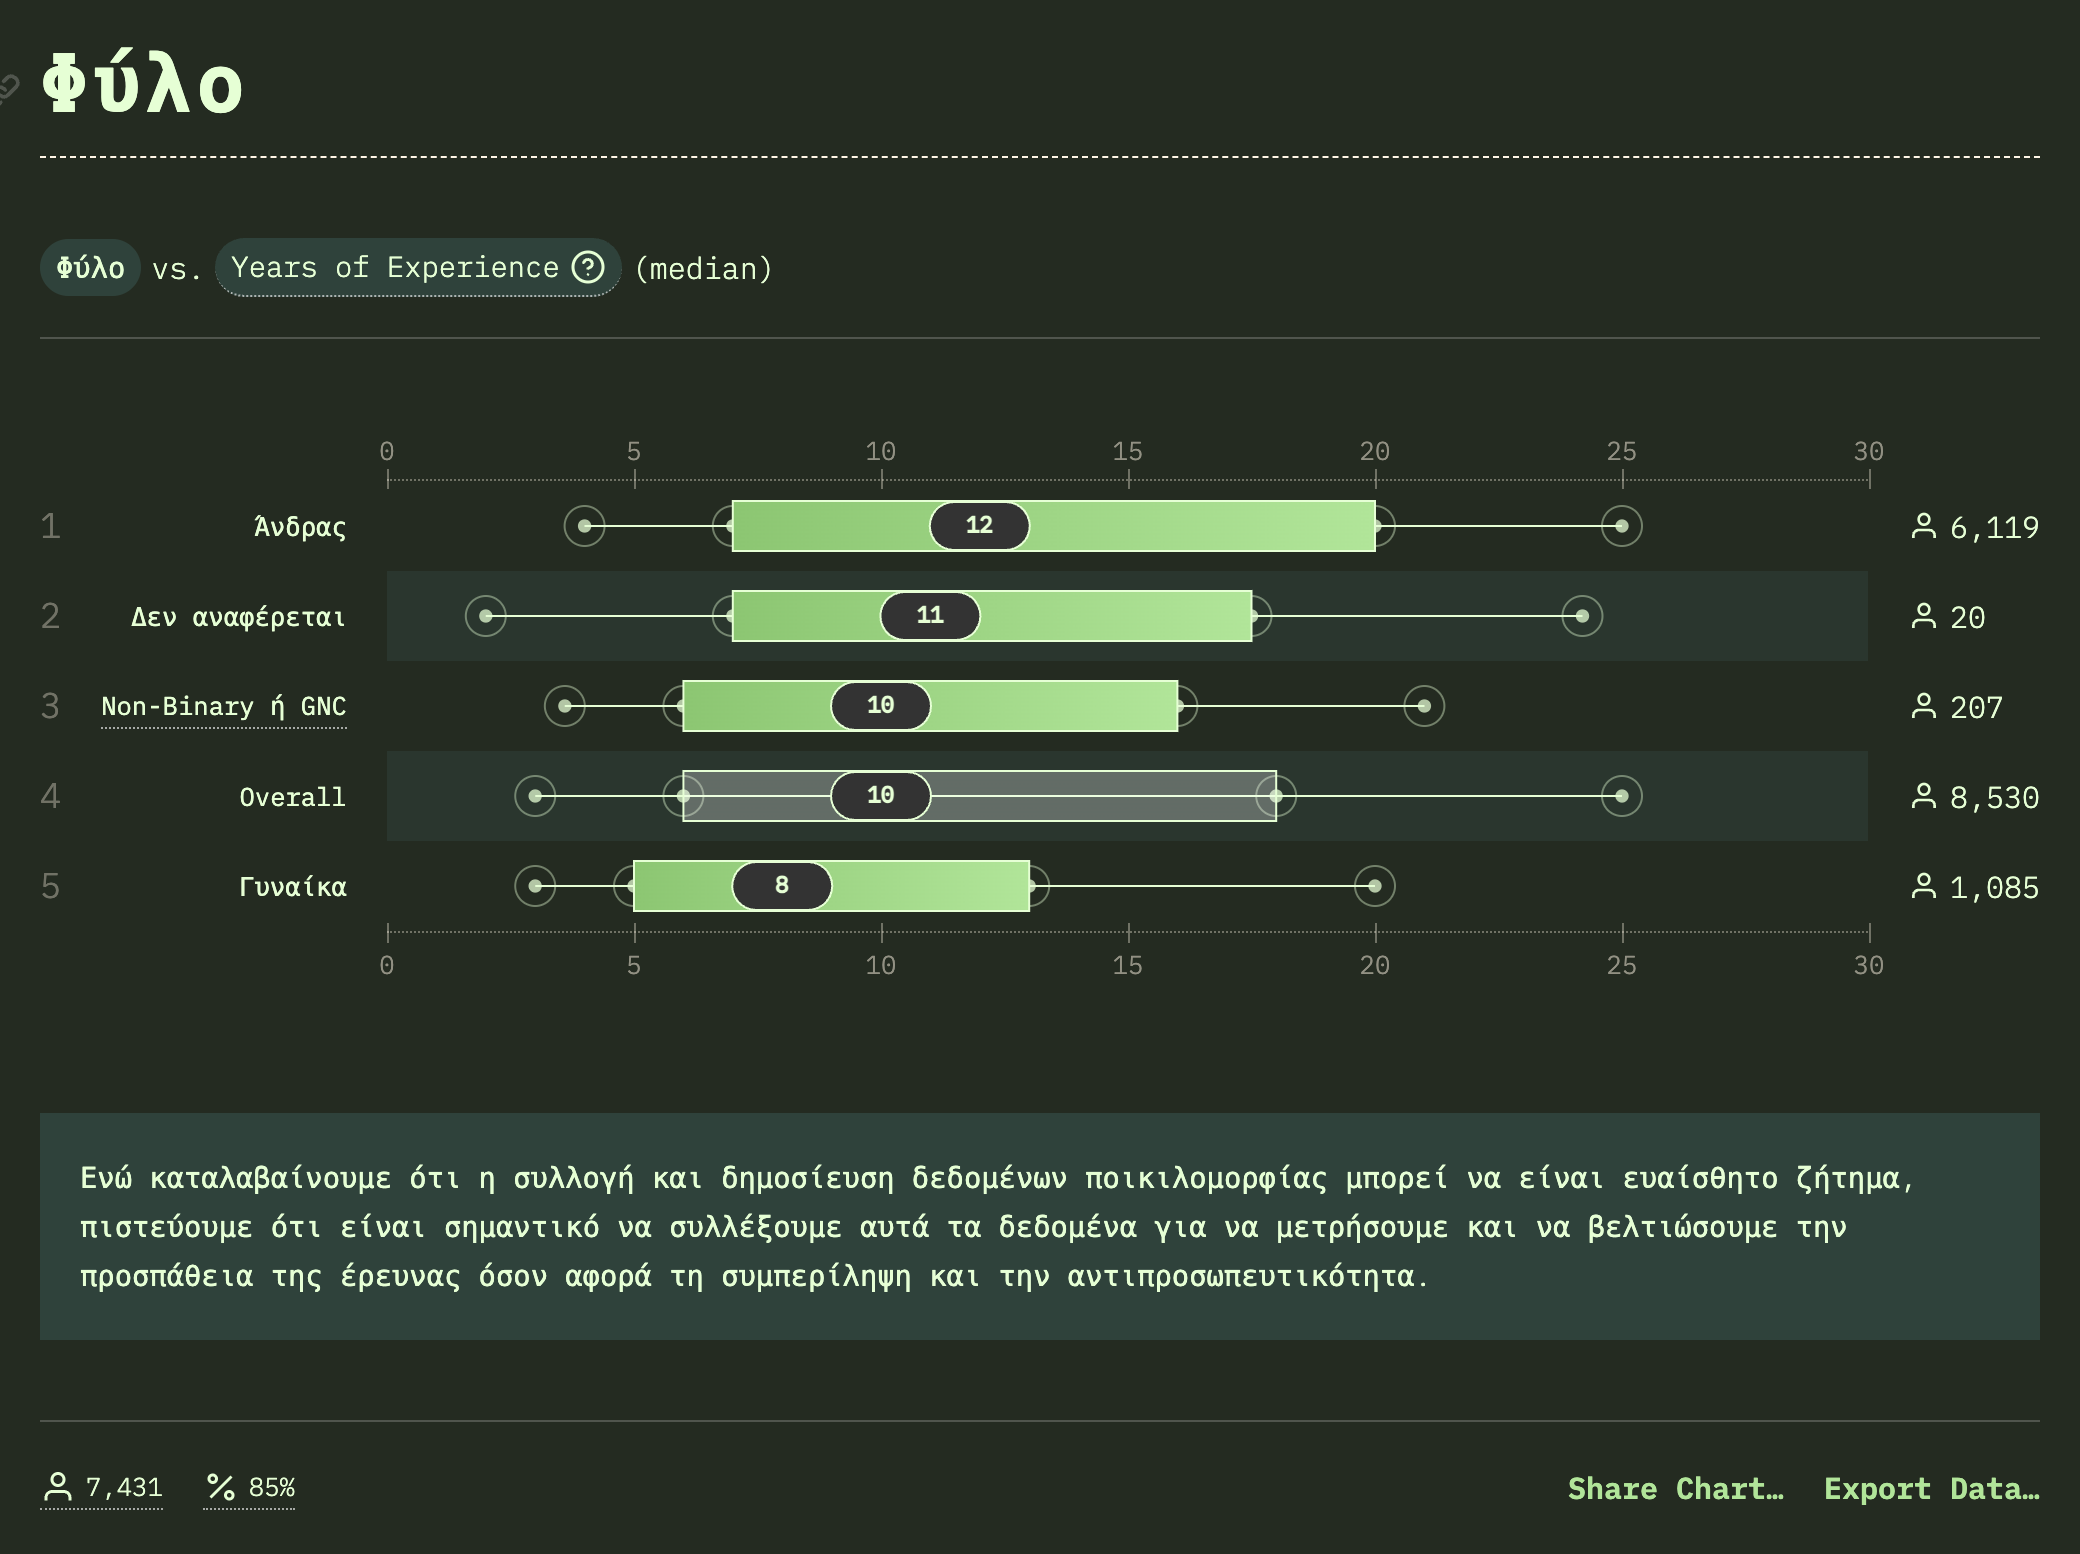 Φύλο
Φύλο vs. Years of Experience (median)
0 5 10 15 20 25 30
1 Άνδρας 12 6,119
2 Δεν αναφέρεται 11 20
3 Non-Binary ή GNC 10 207
4 Overall 10 8,530
5 Γυναίκα 8 1,085
0 5 10 15 20 25 30
Ενώ καταλαβαίνουμε ότι η συλλογή και δημοσίευση δεδομένων ποικιλομορφίας μπορεί να είναι ευαίσθητο ζήτημα,
πιστεύουμε ότι είναι σημαντικό να συλλέξουμε αυτά τα δεδομένα για να μετρήσουμε και να βελτιώσουμε την
προσπάθεια της έρευνας όσον αφορά τη συμπερίληψη και την αντιπροσωπευτικότητα.
7,431 85% Share Chart… Export Data…